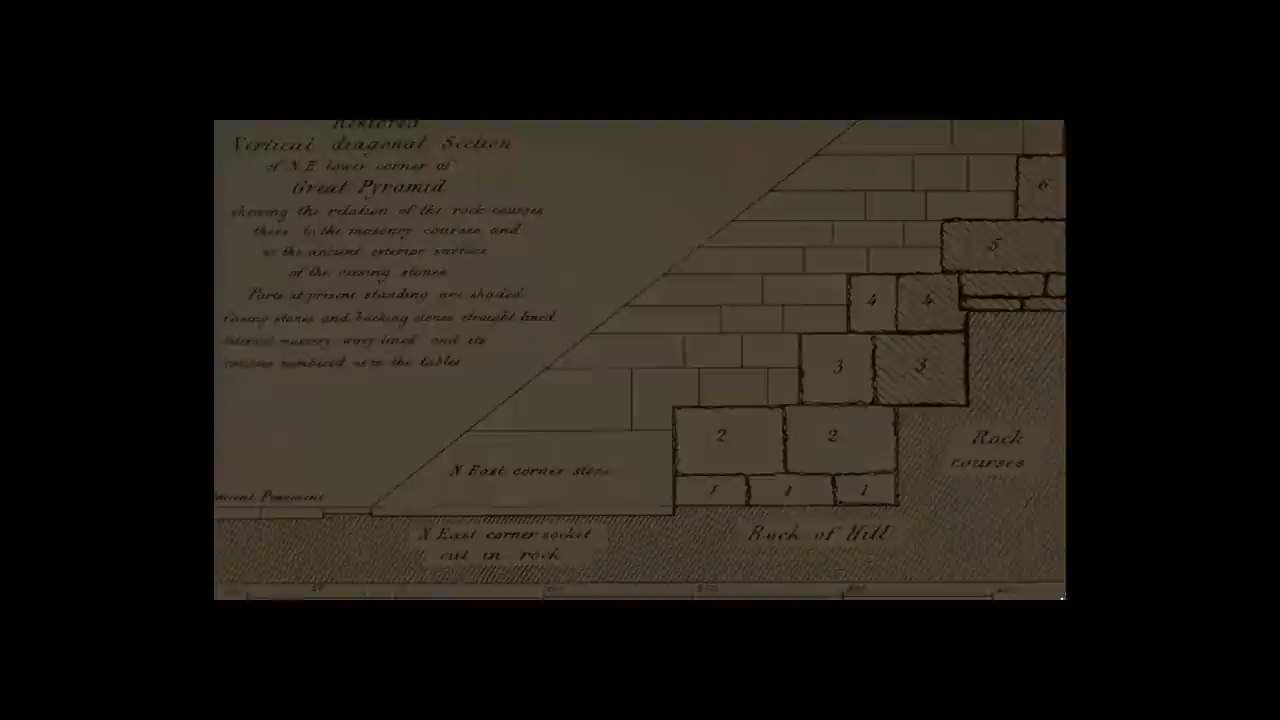 Restored
Vertical diagonal Section
of N.E. lower corner of
Great Pyramid
shewing the relation of the rock courses
there to the masonry courses and
to the ancient exterior surface
of the casing stones
Parts at present standing are shaded.
Casing stones and backing stones straight lined
Internal masonry wavy lined and its
courses numbered as in the tables
6
5
4 4
3 3
2 2
1 1 1
N East corner stone
Rock
courses
Ancient Pavement
N East corner socket
cut in rock
Rock of Hill